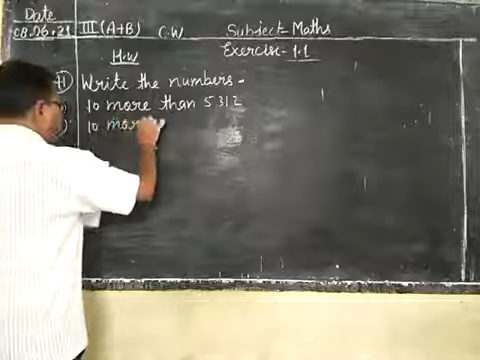 Date
08.06.21 III (A+B) C.W Subject- Maths
H.W Exercise- 1.1
Write the numbers -
10 more than 5312
10 mor